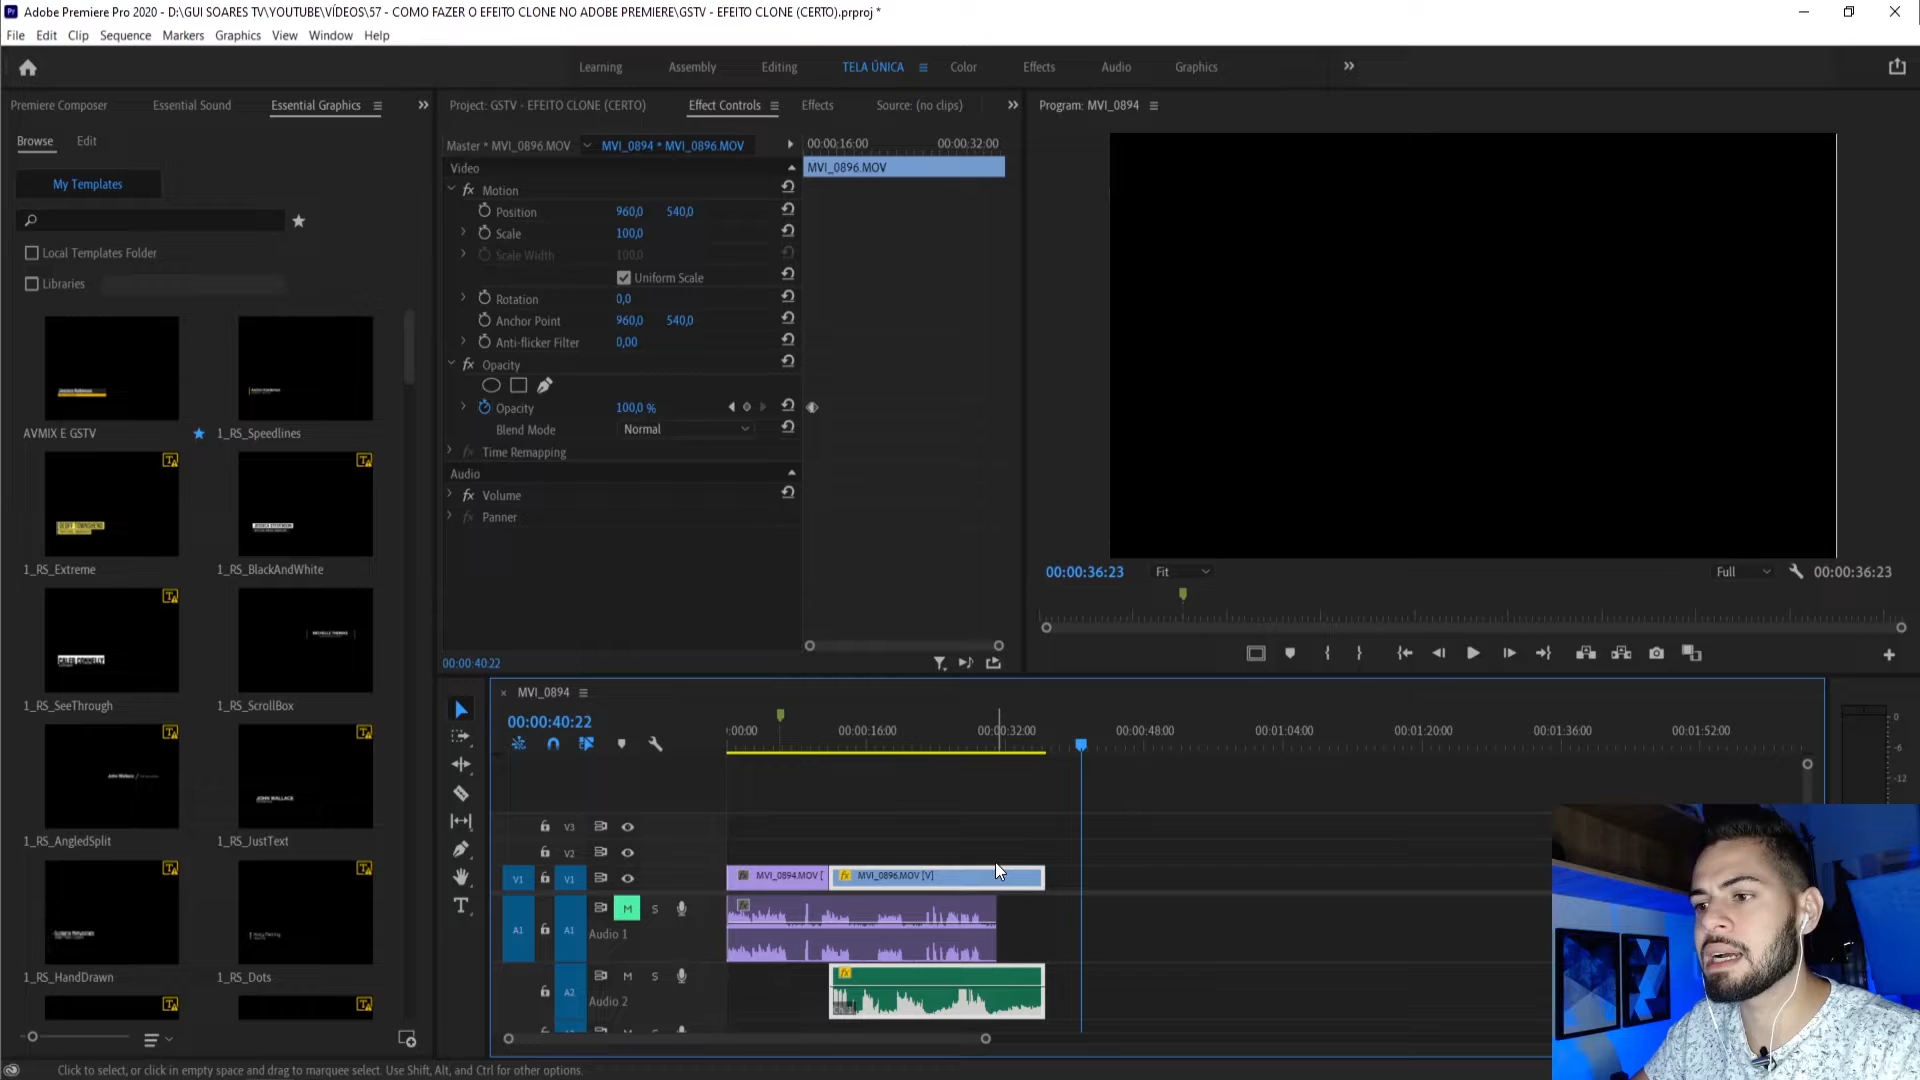 Adobe Premiere Pro 2020 - D:\GUI SOARES TV\YOUTUBE\VÍDEOS\57 - COMO FAZER O EFEITO CLONE NO ADOBE PREMIERE\GSTV - EFEITO CLONE (CERTO).prproj *
File Edit Clip Sequence Markers Graphics View Window Help
Learning Assembly Editing TELA ÚNICA Color Effects Audio Graphics
Premiere Composer Essential Sound Essential Graphics
Browse Edit
My Templates
Local Templates Folder
Libraries
AVMIX E GSTV 1_RS_Speedlines
1_RS_Extreme 1_RS_BlackAndWhite
CALEB CONNELLY
1_RS_SeeThrough 1_RS_ScrollBox
JOHN WALLACE
1_RS_AngledSplit 1_RS_JustText
1_RS_HandDrawn 1_RS_Dots
Project: GSTV - EFEITO CLONE (CERTO) Effect Controls Effects Source: (no clips)
Master * MVI_0896.MOV MVI_0894 * MVI_0896.MOV 00:00:16:00 00:00:32:00
Video MVI_0896.MOV
fx Motion
Position 960,0 540,0
Scale 100,0
Scale Width 100,0
Uniform Scale
Rotation 0,0
Anchor Point 960,0 540,0
Anti-flicker Filter 0,00
fx Opacity
Opacity 100,0 %
Blend Mode Normal
fx Time Remapping
Audio
fx Volume
fx Panner
00:00:40:22
Program: MVI_0894
00:00:36:23 Fit Full 00:00:36:23
MVI_0894
00:00:40:22
:00:00 00:00:16:00 00:00:32:00 00:00:48:00 00:01:04:00 00:01:20:00 00:01:36:00 00:01:52:00
V3
V2
V1 V1 MVI_0894.MOV [ fx MVI_0896.MOV [V]
M S
A1 A1 Audio 1
M S fx
A2 Audio 2
0
-6
-12
Click to select, or click in empty space and drag to marquee select. Use Shift, Alt, and Ctrl for other options.